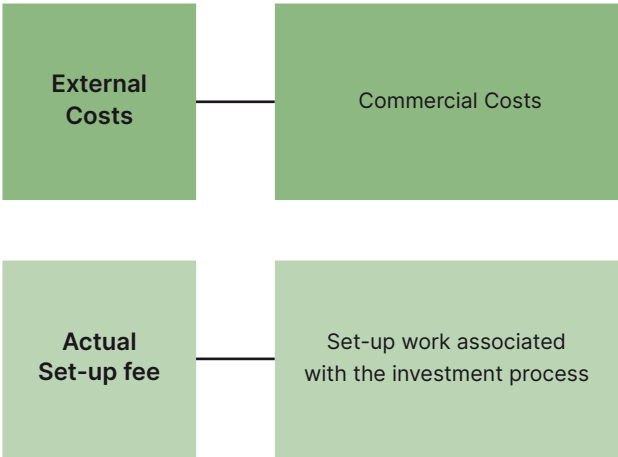 External
Costs
Commercial Costs
Actual
Set-up fee
Set-up work associated
with the investment process